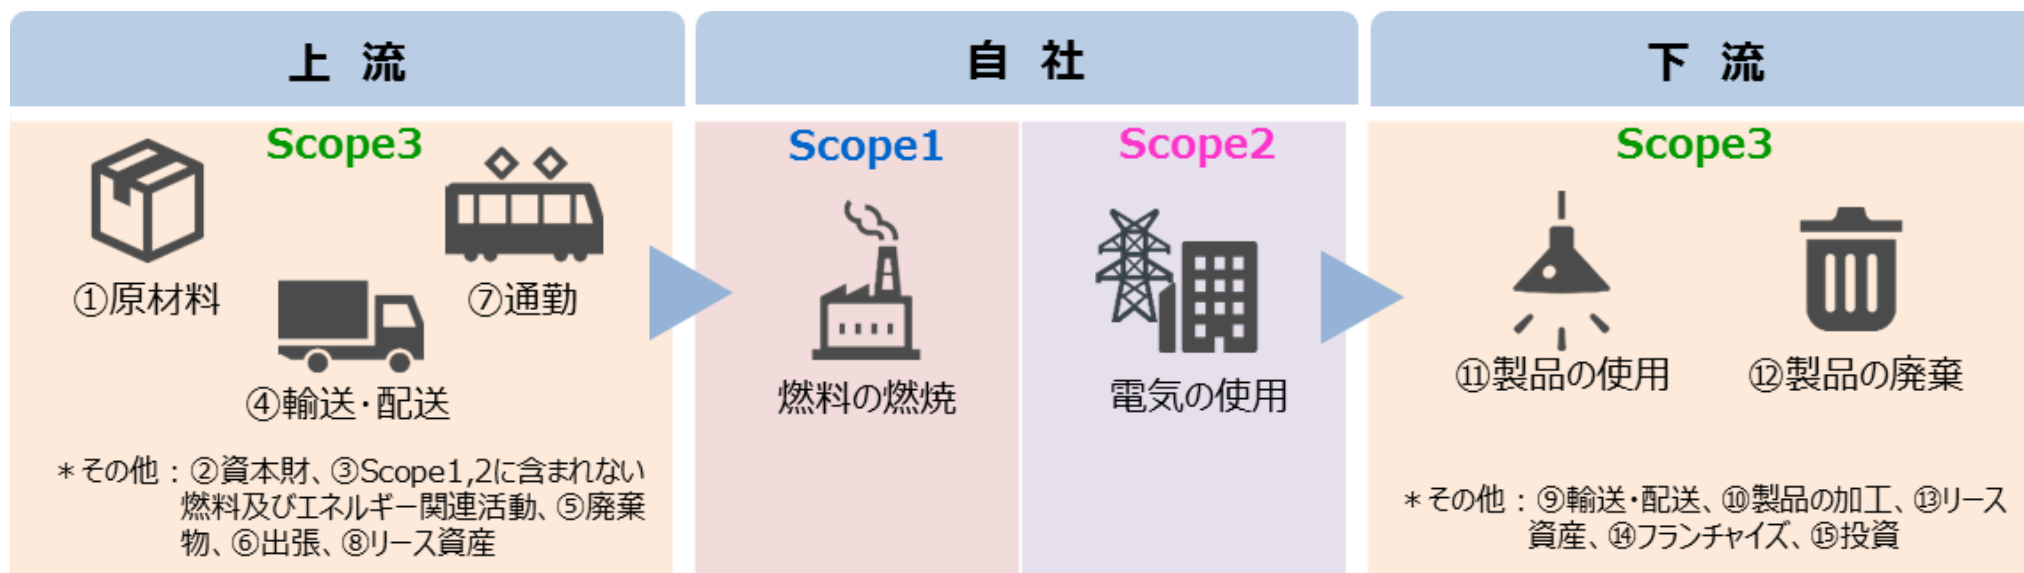 上 流
Scope3
①原材料
⑦通勤
④輸送・配送
＊その他：②資本財、③Scope1,2に含まれない
燃料及びエネルギー関連活動、⑤廃棄
物、⑥出張、⑧リース資産
自 社
Scope1
燃料の燃焼
Scope2
電気の使用
下 流
Scope3
⑪製品の使用
⑫製品の廃棄
＊その他：⑨輸送・配送、⑩製品の加工、⑬リース
資産、⑭フランチャイズ、⑮投資